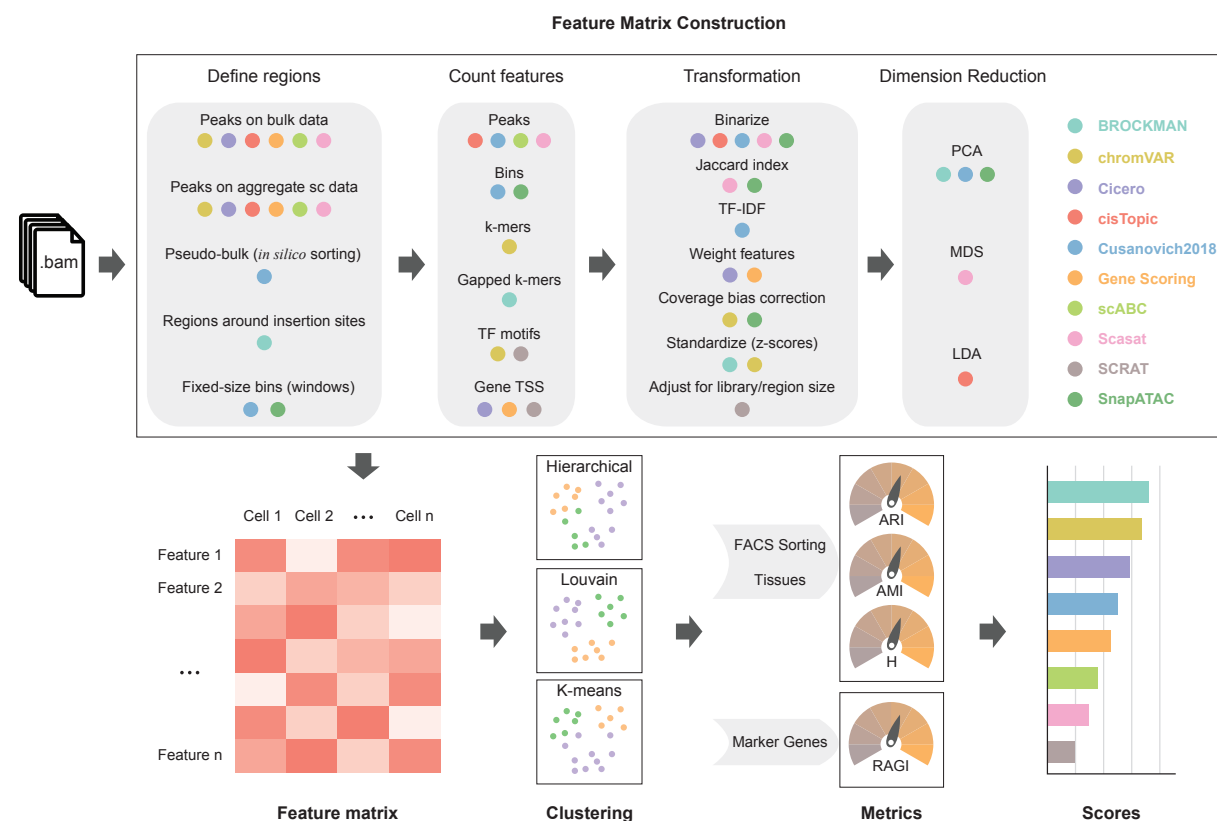 Feature Matrix Construction
Define regions
Count features
Transformation
Dimension Reduction
.bam
Peaks on bulk data
Peaks on aggregate sc data
Pseudo-bulk (in silico sorting)
Regions around insertion sites
Fixed-size bins (windows)
Peaks
Bins
k-mers
Gapped k-mers
TF motifs
Gene TSS
Binarize
Jaccard index
TF-IDF
Weight features
Coverage bias correction
Standardize (z-scores)
Adjust for library/region size
PCA
MDS
LDA
BROCKMAN
chromVAR
Cicero
cisTopic
Cusanovich2018
Gene Scoring
scABC
Scasat
SCRAT
SnapATAC
Cell 1 Cell 2 ••• Cell n
Feature 1
Feature 2
•••
Feature n
Feature matrix
Hierarchical
Louvain
K-means
Clustering
FACS Sorting
Tissues
Marker Genes
ARI
AMI
H
RAGI
Metrics
Scores